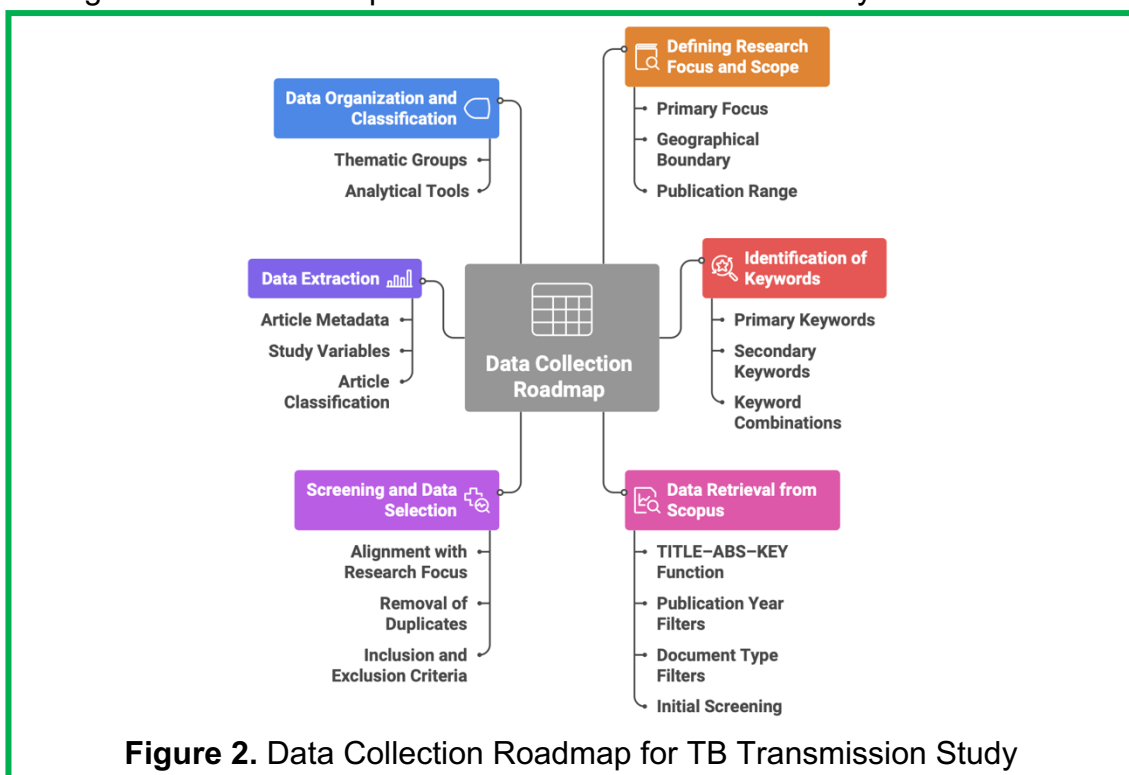 Defining Research
Focus and Scope
Primary Focus
Geographical
Boundary
Publication Range
Identification of
Keywords
Primary Keywords
Secondary
Keywords
Keyword
Combinations
Data Retrieval from
Scopus
TITLE–ABS–KEY
Function
Publication Year
Filters
Document Type
Filters
Initial Screening
Data Collection
Roadmap
Data Organization and
Classification
Thematic Groups
Analytical Tools
Data Extraction
Article Metadata
Study Variables
Article
Classification
Screening and Data
Selection
Alignment with
Research Focus
Removal of
Duplicates
Inclusion and
Exclusion Criteria
Figure 2. Data Collection Roadmap for TB Transmission Study